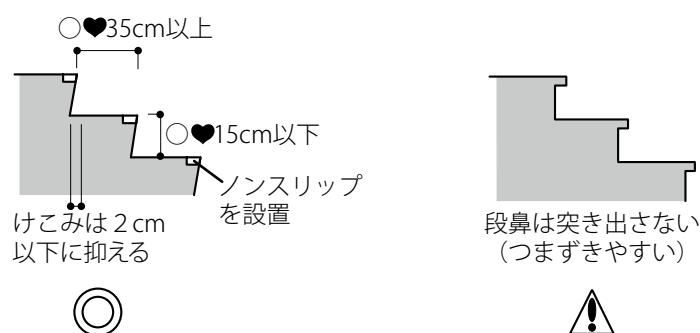 ○♥35cm以上
○♥15cm以下
ノンスリップ
を設置
けこみは２cm
以下に抑える
段鼻は突き出さない
（つまずきやすい）